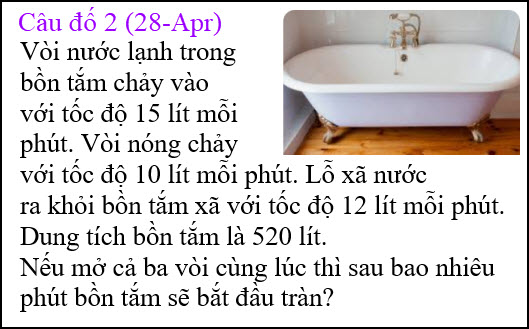 Câu đố 2 (28-Apr)
Vòi nước lạnh trong
bồn tắm chảy vào
với tốc độ 15 lít mỗi
phút. Vòi nóng chảy
với tốc độ 10 lít mỗi phút. Lỗ xã nước
ra khỏi bồn tắm xã với tốc độ 12 lít mỗi phút.
Dung tích bồn tắm là 520 lít.
Nếu mở cả ba vòi cùng lúc thì sau bao nhiêu
phút bồn tắm sẽ bắt đầu tràn?